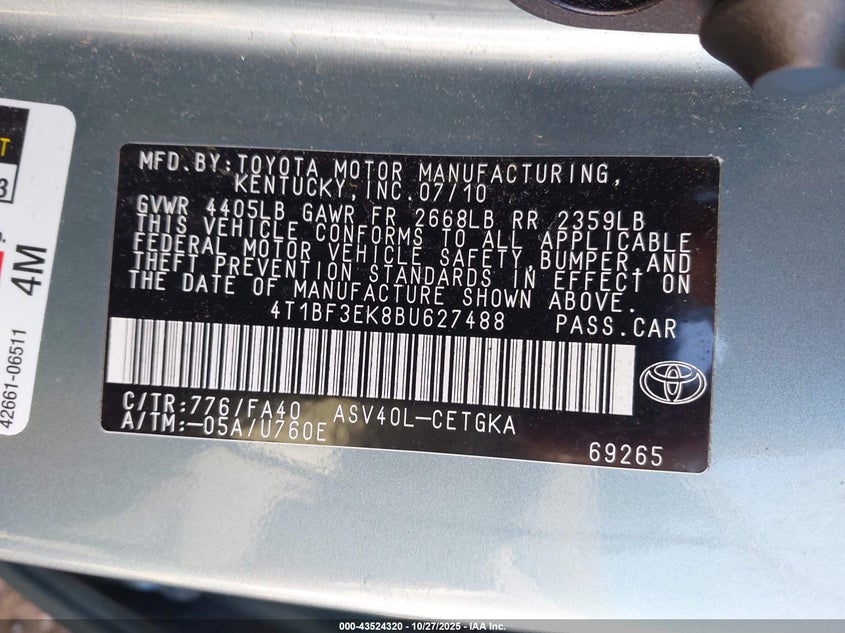 MFD.BY:TOYOTA MOTOR MANUFACTURING,
KENTUCKY,INC.07/10
GVWR 4405LB GAWR FR 2668LB RR 2359LB
THIS VEHICLE CONFORMS TO ALL APPLICABLE
FEDERAL MOTOR VEHICLE SAFETY,BUMPER,AND
THEFT PREVENTION STANDARDS IN EFFECT ON
THE DATE OF MANUFACTURE SHOWN ABOVE.
4T1BF3EK8BU627488 PASS.CAR
C/TR:776/FA40 ASV40L-CETGKA
A/TM:-05A/U760E
69265
4M
42661-06511
000-43524320 - 10/27/2025 - IAA Inc.